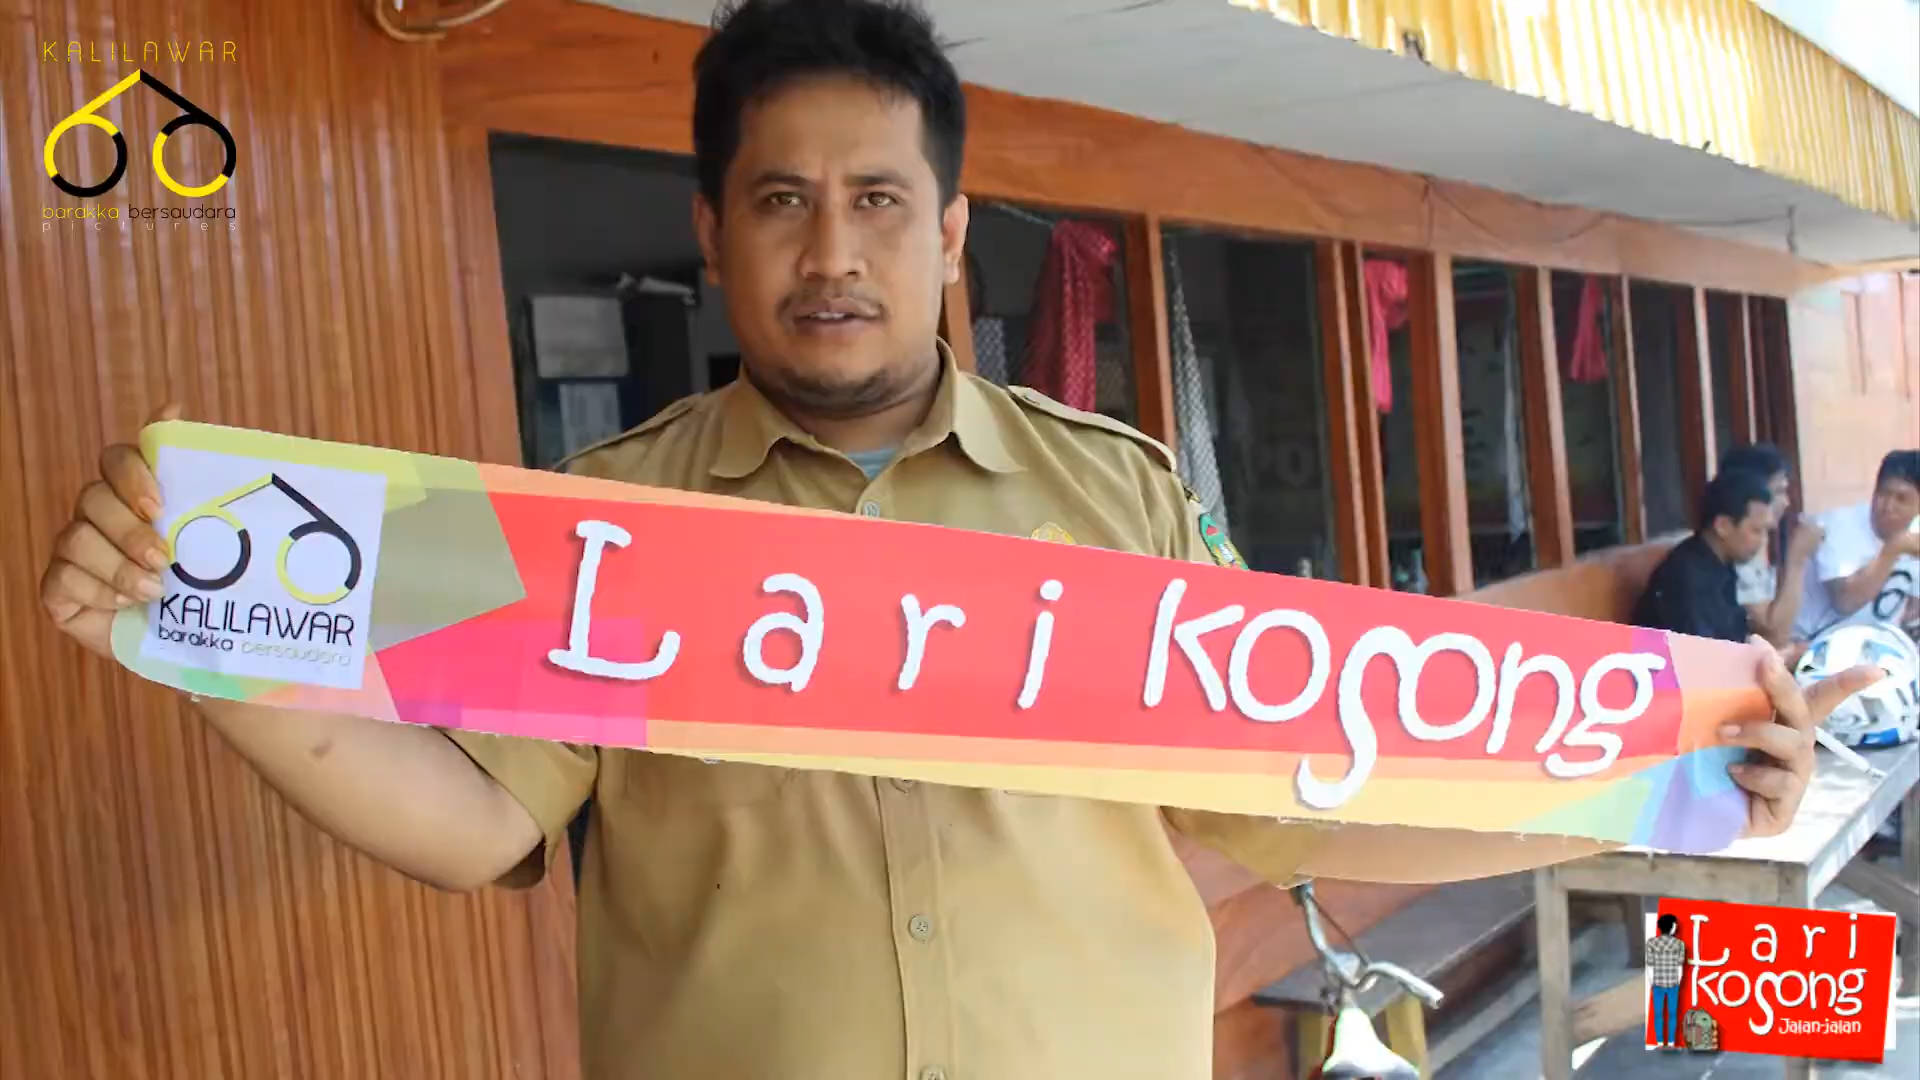 KALILAWAR
barakka bersaudara
pictures
KALILAWAR
barakka bersaudara
Lari kosong
Lari
kosong
Jalan-jalan